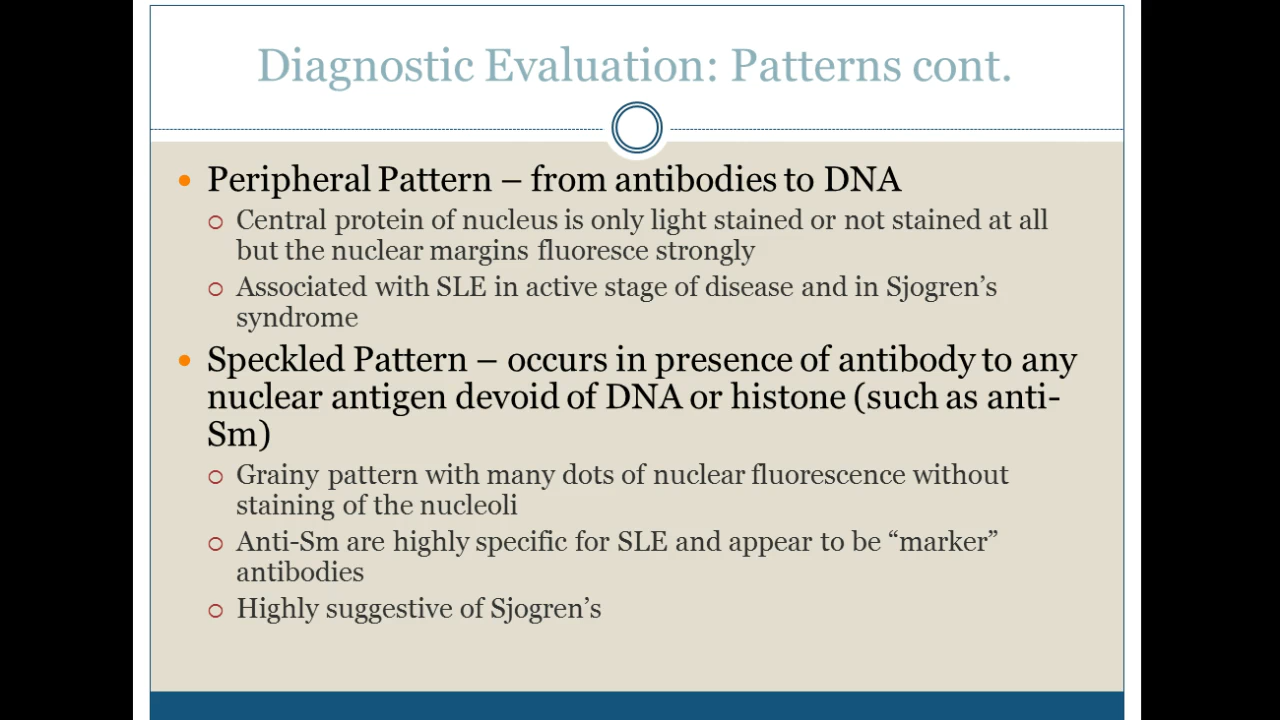 Diagnostic Evaluation: Patterns cont.
Peripheral Pattern – from antibodies to DNA
Central protein of nucleus is only light stained or not stained at all
but the nuclear margins fluoresce strongly
Associated with SLE in active stage of disease and in Sjogren’s
syndrome
Speckled Pattern – occurs in presence of antibody to any
nuclear antigen devoid of DNA or histone (such as anti-
Sm)
Grainy pattern with many dots of nuclear fluorescence without
staining of the nucleoli
Anti-Sm are highly specific for SLE and appear to be “marker”
antibodies
Highly suggestive of Sjogren’s